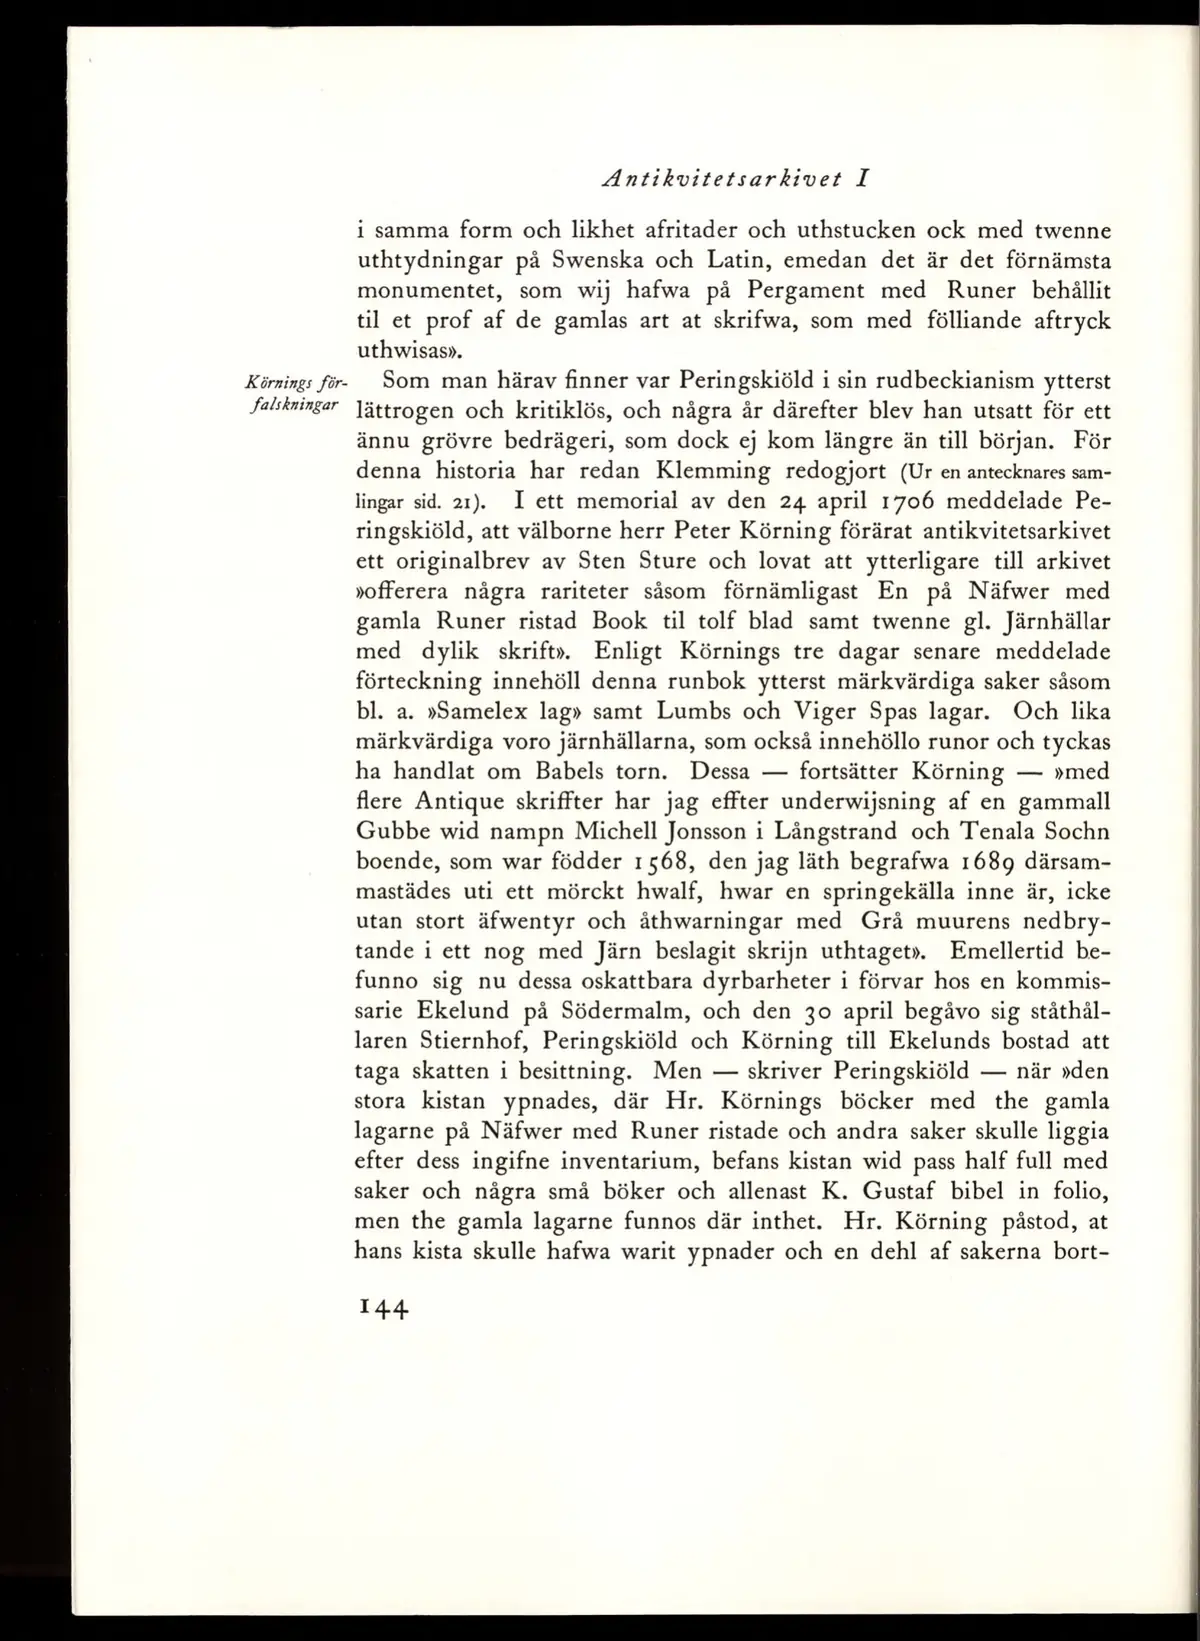 Antikvitetsarkivet I
i samma form och likhet afritader och uthstucken ock med twenne
uthtydningar på Swenska och Latin, emedan det är det förnämsta
monumentet, som wij hafwa på Pergament med Runer behållit
til et prof af de gamlas art at skrifwa, som med fölliande aftryck
uthwisas».
Körnings för-
falskningar
Som man härav finner var Peringskiöld i sin rudbeckianism ytterst
lättrogen och kritiklös, och några år därefter blev han utsatt för ett
ännu grövre bedrägeri, som dock ej kom längre än till början. För
denna historia har redan Klemming redogjort (Ur en antecknares sam-
lingar sid. 21). I ett memorial av den 24 april 1706 meddelade Pe-
ringskiöld, att välborne herr Peter Körning förärat antikvitetsarkivet
ett originalbrev av Sten Sture och lovat att ytterligare till arkivet
»offerera några rariteter såsom förnämligast En på Näfwer med
gamla Runer ristad Book til tolf blad samt twenne gl. Järnhällar
med dylik skrift». Enligt Körnings tre dagar senare meddelade
förteckning innehöll denna runbok ytterst märkvärdiga saker såsom
bl. a. »Samelex lag» samt Lumbs och Viger Spas lagar. Och lika
märkvärdiga voro järnhällarna, som också innehöllo runor och tyckas
ha handlat om Babels torn. Dessa — fortsätter Körning — »med
flere Antique skriffter har jag effter underwijsning af en gammall
Gubbe wid nampn Michell Jonsson i Långstrand och Tenala Sochn
boende, som war födder 1568, den jag läth begrafwa 1689 därsam-
mastädes uti ett mörckt hwalf, hwar en springekälla inne är, icke
utan stort äfwentyr och åthwarningar med Grå muurens nedbry-
tande i ett nog med Järn beslagit skrijn uthtaget». Emellertid be-
funno sig nu dessa oskattbara dyrbarheter i förvar hos en kommis-
sarie Ekelund på Södermalm, och den 30 april begåvo sig ståthål-
laren Stiernhof, Peringskiöld och Körning till Ekelunds bostad att
taga skatten i besittning. Men — skriver Peringskiöld — när »den
stora kistan ypnades, där Hr. Körnings böcker med the gamla
lagarne på Näfwer med Runer ristade och andra saker skulle liggia
efter dess ingifne inventarium, befans kistan wid pass half full med
saker och några små böker och allenast K. Gustaf bibel in folio,
men the gamla lagarne funnos där inthet. Hr. Körning påstod, at
hans kista skulle hafwa warit ypnader och en dehl af sakerna bort-
144